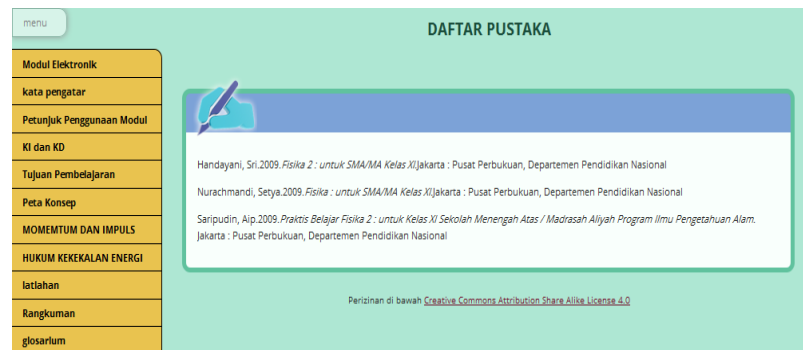 menu
DAFTAR PUSTAKA
Modul Elektronik
kata pengatar
Petunjuk Penggunaan Modul
KI dan KD
Tujuan Pembelajaran
Peta Konsep
MOMEMTUM DAN IMPULS
HUKUM KEKEKALAN ENERGI
latlahan
Rangkuman
glosarium
Handayani, Sri.2009.Fisika 2 : untuk SMA/MA Kelas XI.Jakarta : Pusat Perbukuan, Departemen Pendidikan Nasional
Nurachmandi, Setya.2009.Fisika : untuk SMA/MA Kelas XI.Jakarta : Pusat Perbukuan, Departemen Pendidikan Nasional
Saripudin, Aip.2009.Praktis Belajar Fisika 2 : untuk Kelas XI Sekolah Menengah Atas / Madrasah Aliyah Program Ilmu Pengetahuan Alam.
Jakarta : Pusat Perbukuan, Departemen Pendidikan Nasional
Perizinan di bawah Creative Commons Attribution Share Alike License 4.0